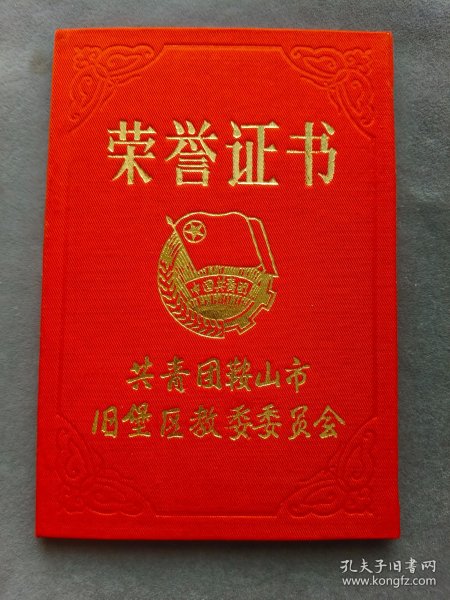 荣誉证书
中国共青团
共青团鞍山市
旧堡区教委委员会
孔夫子旧书网
www.kongfz.com